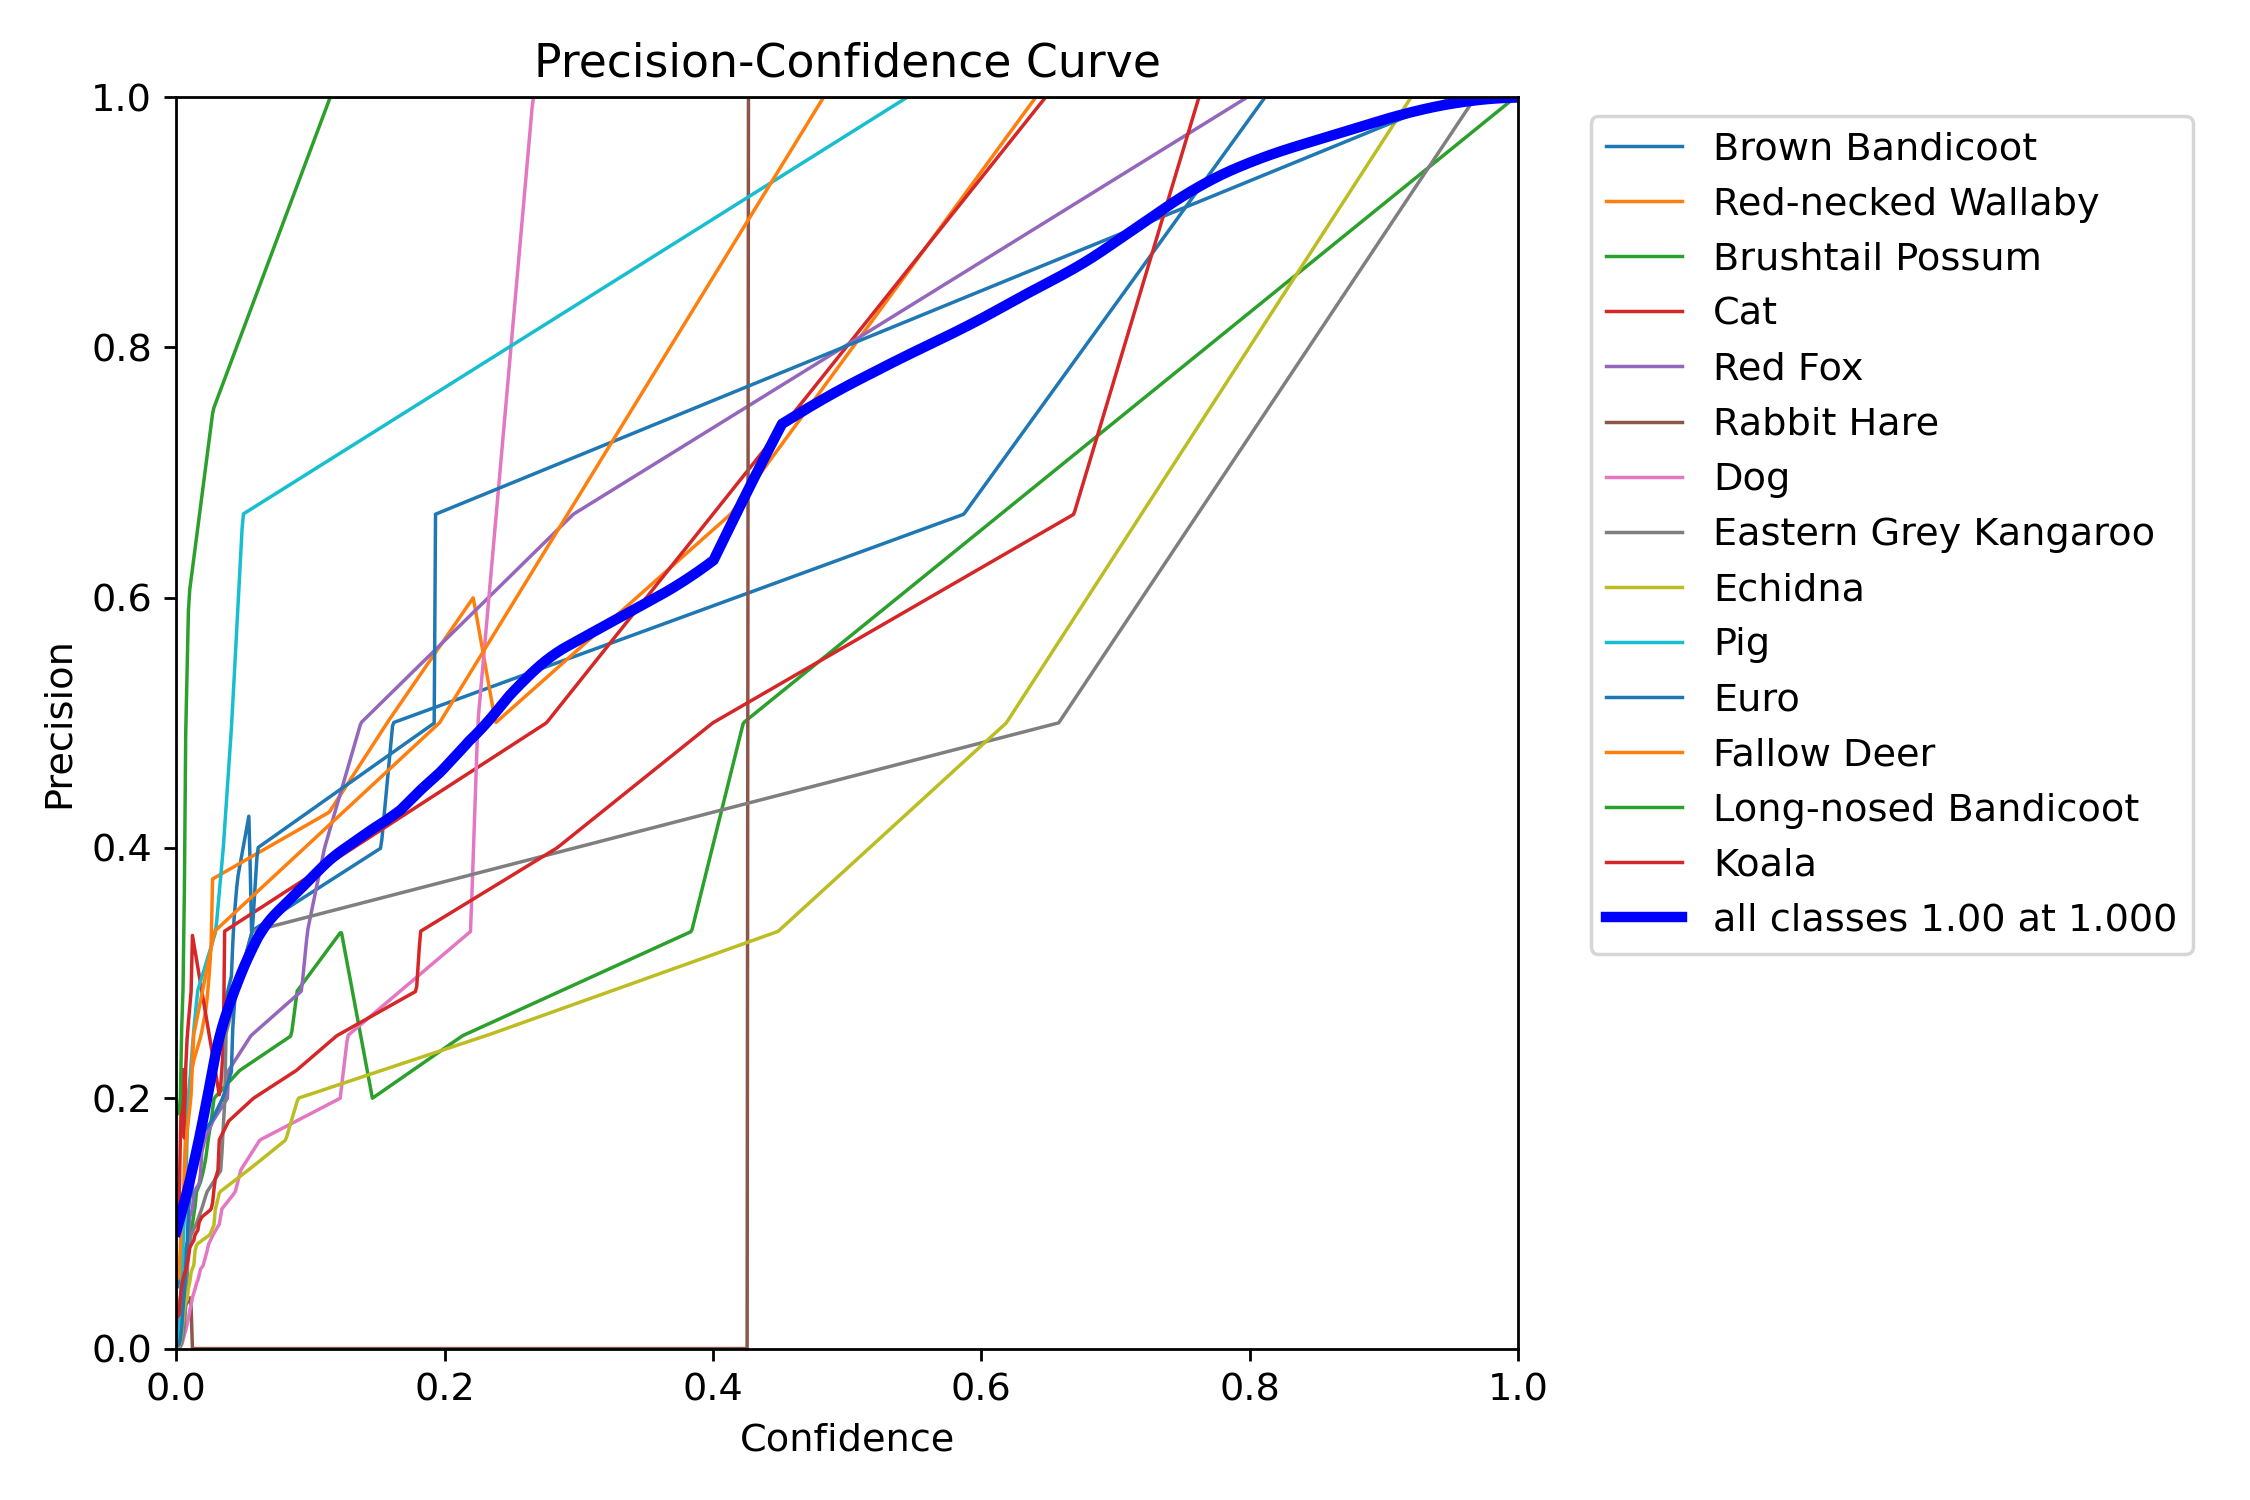 Precision-Confidence Curve
1.0
0.8
0.6
0.4
0.2
0.0
Precision
0.0 0.2 0.4 0.6 0.8 1.0
Confidence
Brown Bandicoot
Red-necked Wallaby
Brushtail Possum
Cat
Red Fox
Rabbit Hare
Dog
Eastern Grey Kangaroo
Echidna
Pig
Euro
Fallow Deer
Long-nosed Bandicoot
Koala
all classes 1.00 at 1.000